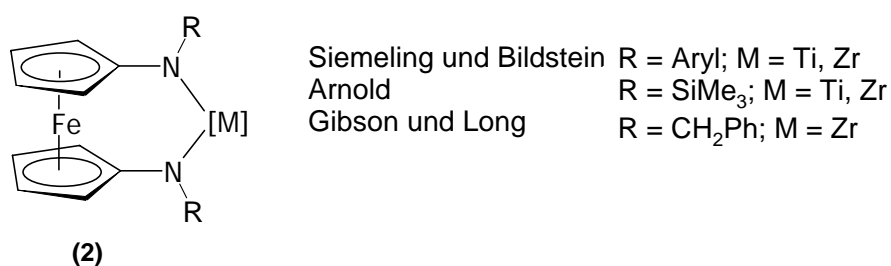 R
N
Fe
[M]
N
R
(2)
Siemeling und Bildstein R = Aryl; M = Ti, Zr
Arnold R = SiMe₃; M = Ti, Zr
Gibson und Long R = CH₂Ph; M = Zr